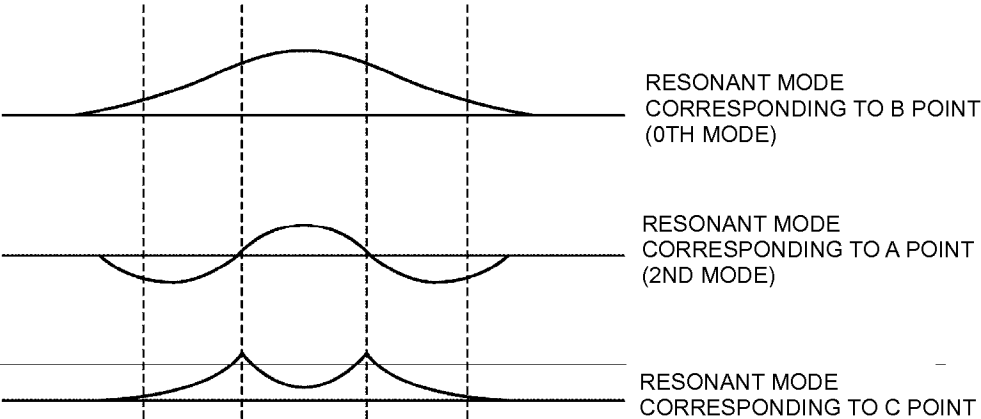 RESONANT MODE
CORRESPONDING TO B POINT
(0TH MODE)
RESONANT MODE
CORRESPONDING TO A POINT
(2ND MODE)
RESONANT MODE
CORRESPONDING TO C POINT